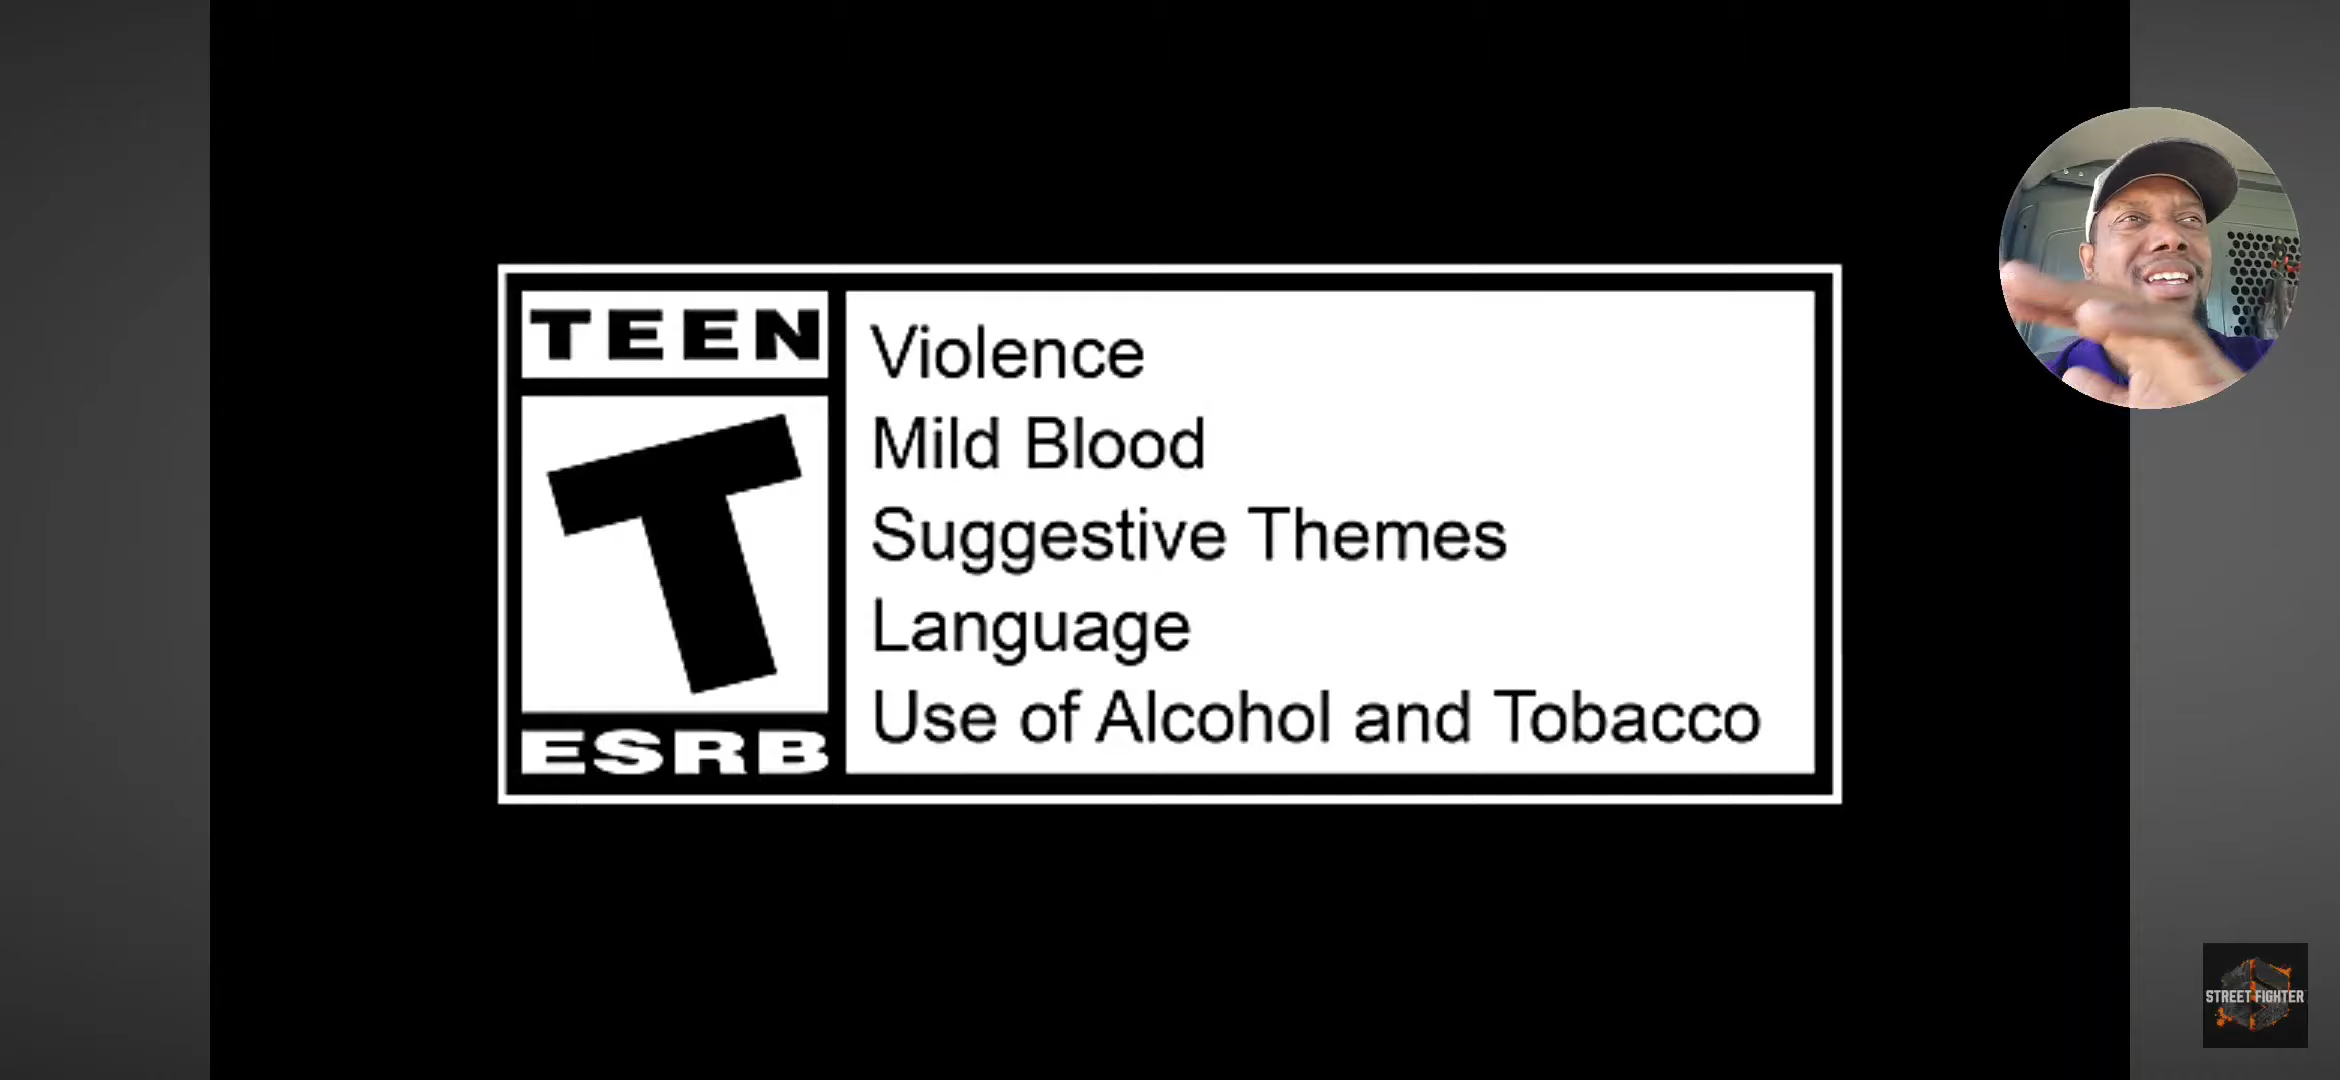 TEEN
T
ESRB
Violence
Mild Blood
Suggestive Themes
Language
Use of Alcohol and Tobacco
STREET FIGHTER